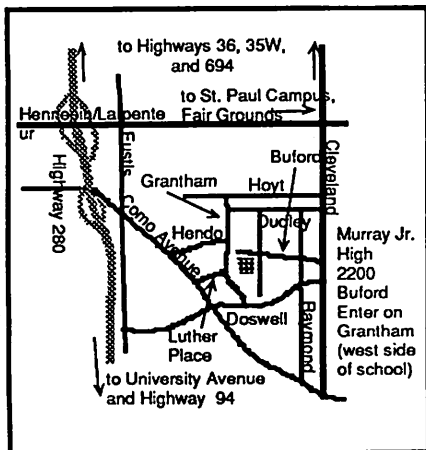 to Highways 36, 35W,
and 694
to St. Paul Campus,
Fair Grounds
Hennepin/Larpente
ur
Eustis
Cleveland
Buford
Grantham
Hoyt
Dudley
Highway 280
Como Avenue
Hendo
Murray Jr.
High
2200
Buford
Enter on
Grantham
(west side
of school)
Raymond
Doswell
Luther
Place
to University Avenue
and Highway 94